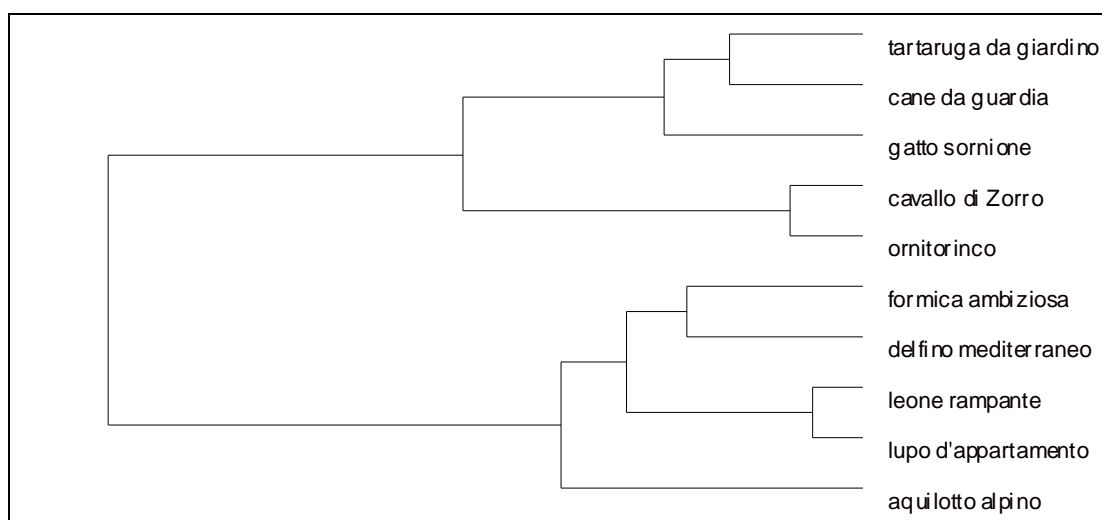 tartaruga da giardino
cane da guardia
gatto sornione
cavallo di Zorro
ornitorinco
formica ambiziosa
delfino mediterraneo
leone rampante
lupo d'appartamento
aquilotto alpino